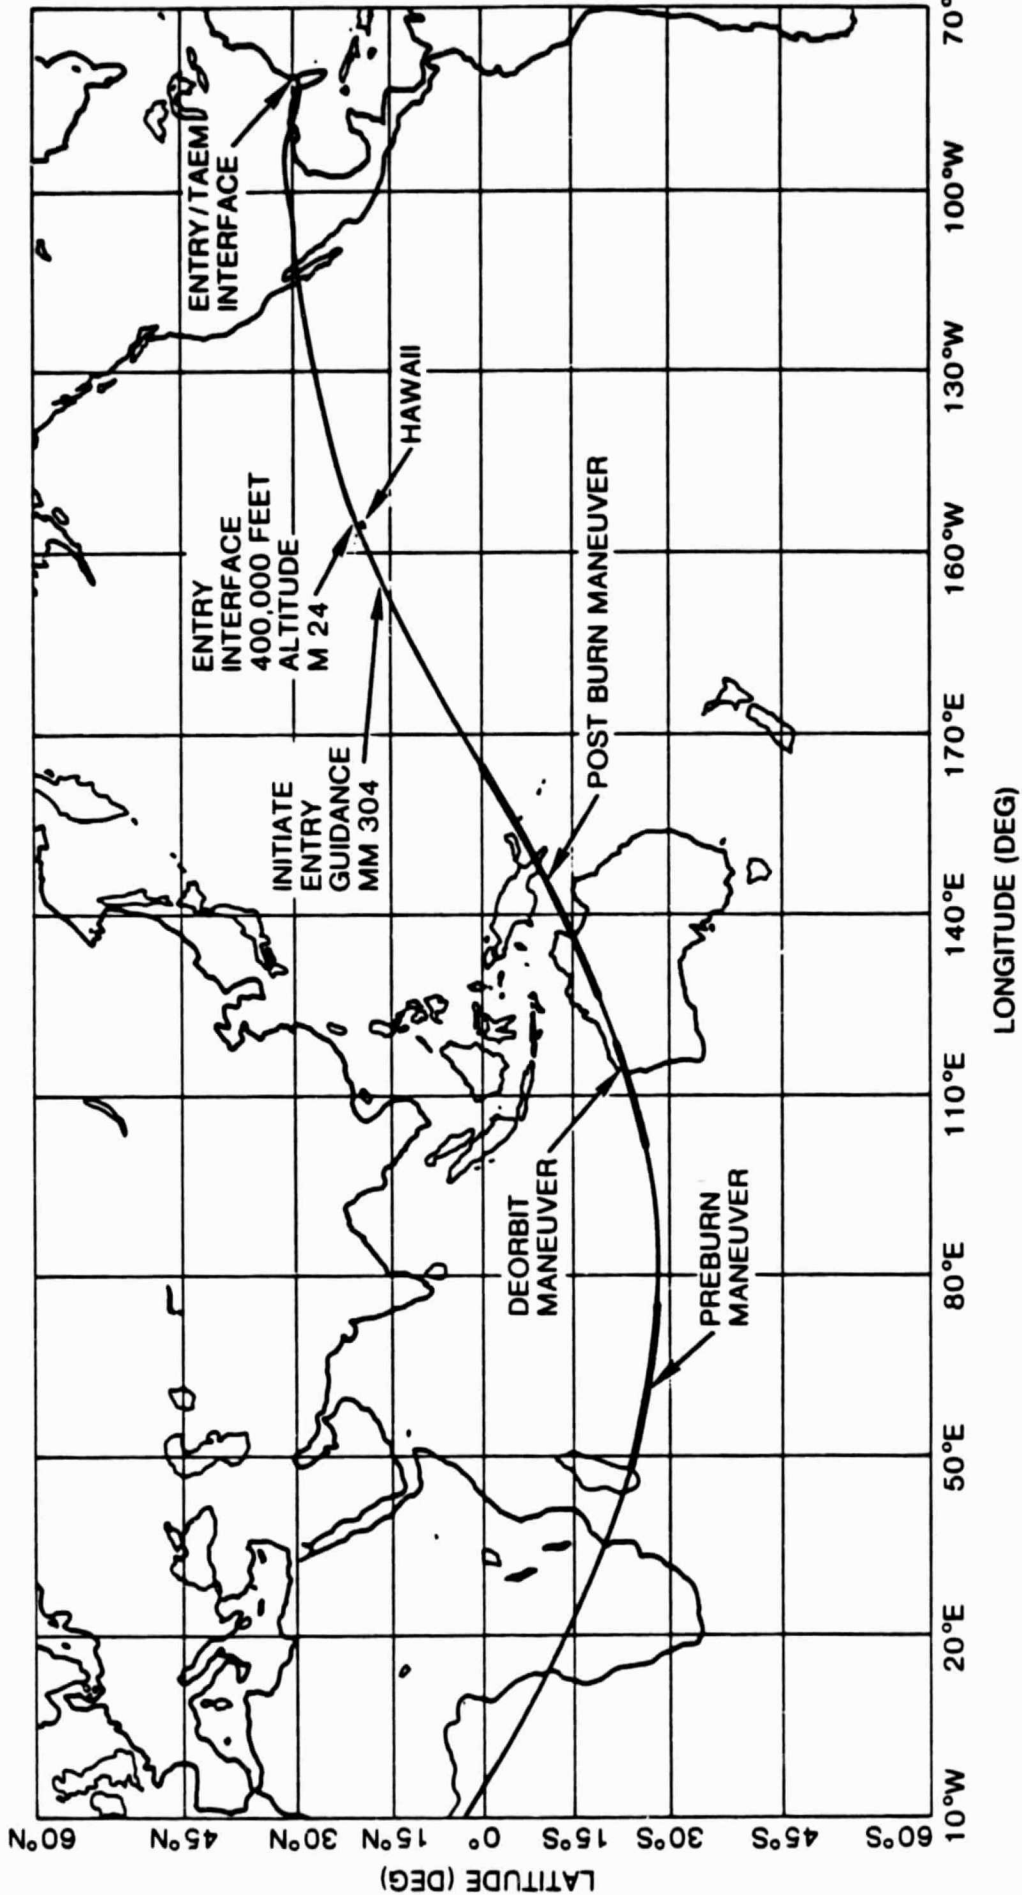 ENTRY/TAEM
INTERFACE
ENTRY
INTERFACE
400,000 FEET
ALTITUDE
M 24
HAWAII
INITIATE
ENTRY
GUIDANCE
MM 304
POST BURN MANEUVER
DEORBIT
MANEUVER
PREBURN
MANEUVER
LATITUDE (DEG)
60°N
45°N
30°N
15°N
0°
15°S
30°S
45°S
60°S
10°W
20°E
50°E
80°E
110°E
140°E
170°E
160°W
130°W
100°W
70°
LONGITUDE (DEG)